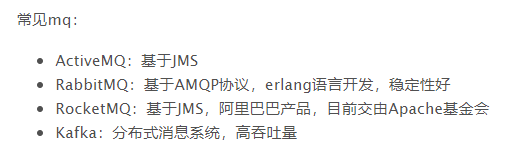 常见mq：
ActiveMQ：基于JMS
RabbitMQ：基于AMQP协议，erlang语言开发，稳定性好
RocketMQ：基于JMS，阿里巴巴产品，目前交由Apache基金会
Kafka：分布式消息系统，高吞吐量